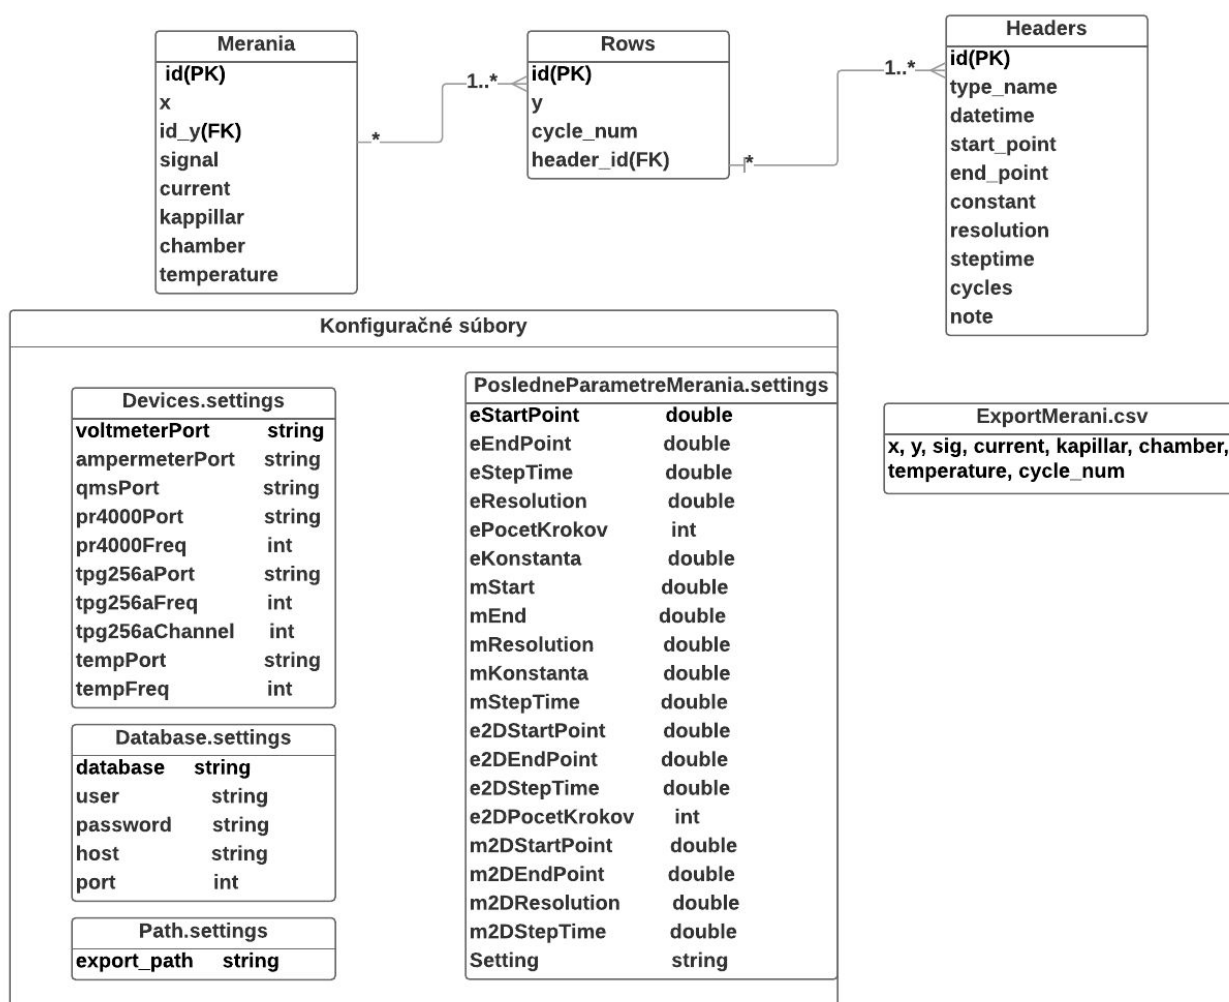 Merania
id(PK)
x
id_y(FK)
signal
current
kappillar
chamber
temperature
*
1..*
Rows
id(PK)
y
cycle_num
header_id(FK)
*
1..*
Headers
id(PK)
type_name
datetime
start_point
end_point
constant
resolution
steptime
cycles
note
Konfiguračné súbory
Devices.settings
voltmeterPort string
ampermeterPort string
qmsPort string
pr4000Port string
pr4000Freq int
tpg256aPort string
tpg256aFreq int
tpg256aChannel int
tempPort string
tempFreq int
Database.settings
database string
user string
password string
host string
port int
Path.settings
export_path string
PosledneParametreMerania.settings
eStartPoint double
eEndPoint double
eStepTime double
eResolution double
ePocetKrokov int
eKonstanta double
mStart double
mEnd double
mResolution double
mKonstanta double
mStepTime double
e2DStartPoint double
e2DEndPoint double
e2DStepTime double
e2DPocetKrokov int
m2DStartPoint double
m2DEndPoint double
m2DResolution double
m2DStepTime double
Setting string
ExportMerani.csv
x, y, sig, current, kapillar, chamber,
temperature, cycle_num